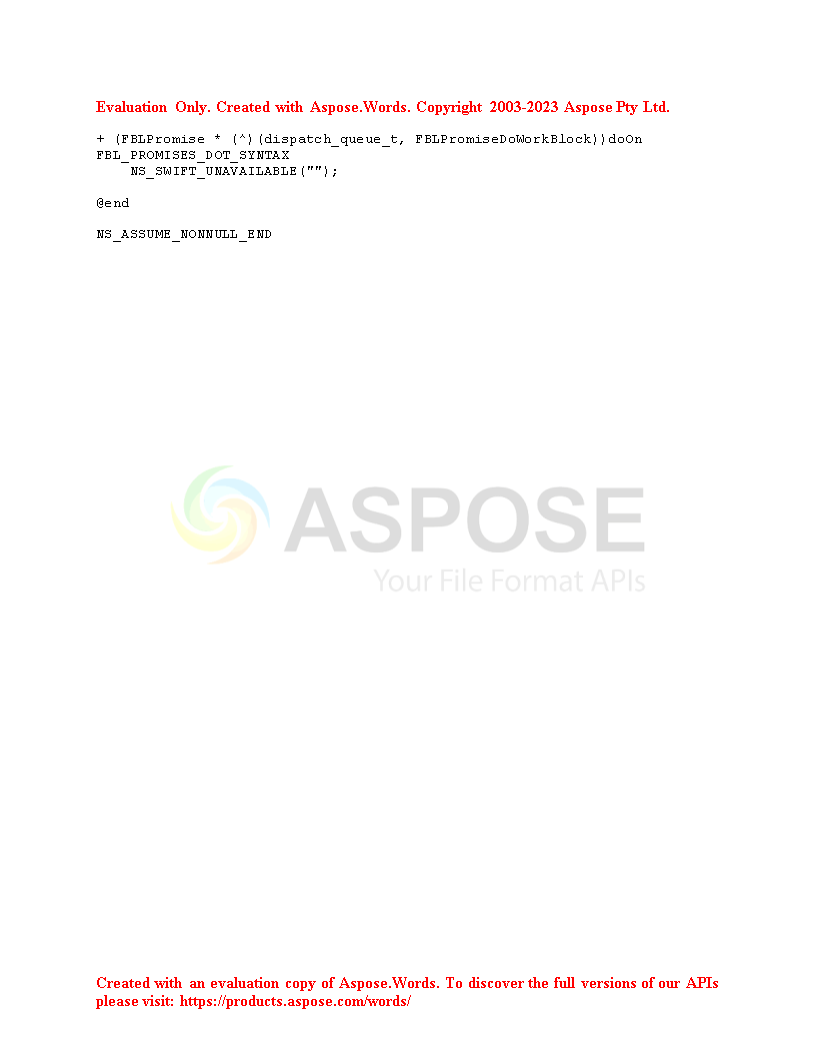 Evaluation Only. Created with Aspose.Words. Copyright 2003-2023 Aspose Pty Ltd.
+ (FBLPromise * (^)(dispatch_queue_t, FBLPromiseDoWorkBlock))doOn
FBL_PROMISES_DOT_SYNTAX
    NS_SWIFT_UNAVAILABLE("");
@end
NS_ASSUME_NONNULL_END
ASPOSE
Your File Format APIs
Created with an evaluation copy of Aspose.Words. To discover the full versions of our APIs
please visit: https://products.aspose.com/words/